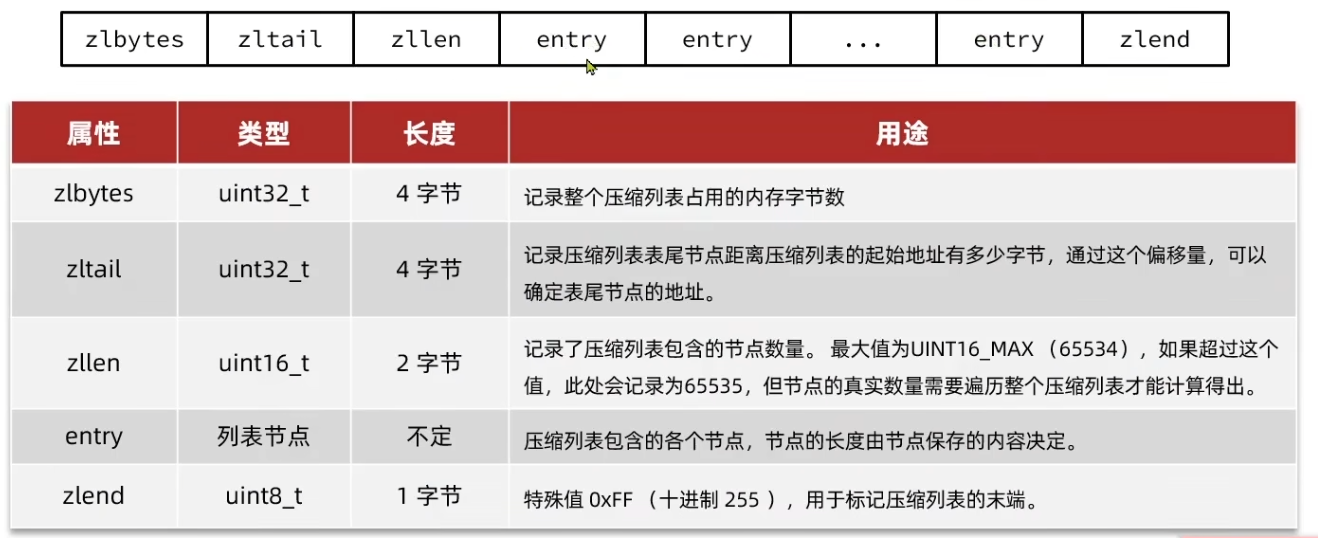 zlbytes zltail zllen entry entry ... entry zlend
属性 类型 长度 用途
zlbytes uint32_t 4 字节 记录整个压缩列表占用的内存字节数
zltail uint32_t 4 字节 记录压缩列表表尾节点距离压缩列表的起始地址有多少字节，通过这个偏移量，可以
确定表尾节点的地址。
zllen uint16_t 2 字节 记录了压缩列表包含的节点数量。 最大值为UINT16_MAX （65534），如果超过这个
值，此处会记录为65535，但节点的真实数量需要遍历整个压缩列表才能计算得出。
entry 列表节点 不定 压缩列表包含的各个节点，节点的长度由节点保存的内容决定。
zlend uint8_t 1 字节 特殊值 0xFF （十进制 255 ），用于标记压缩列表的末端。